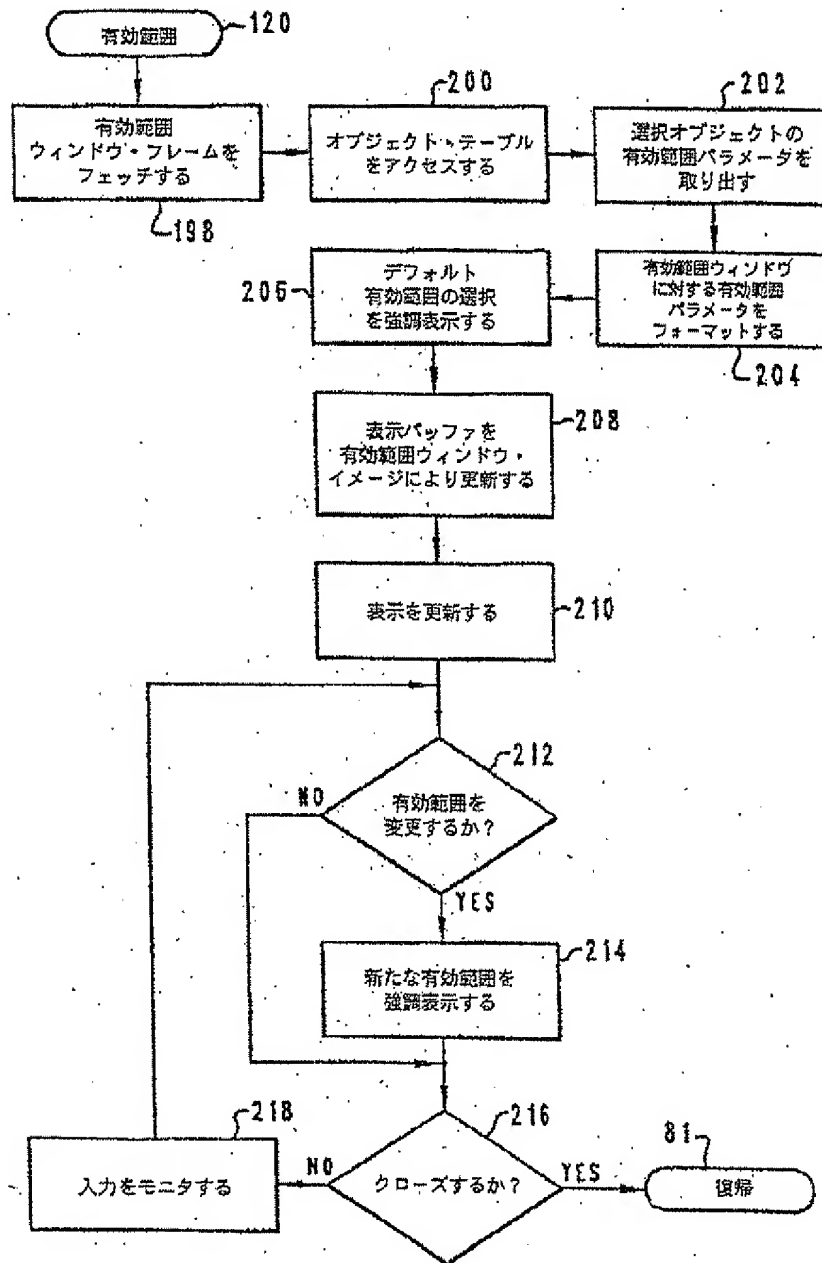 有効範囲
120
有効範囲
ウィンドウ・フレームを
フェッチする
198
200
オブジェクト・テーブル
をアクセスする
202
選択オブジェクトの
有効範囲パラメータを
取り出す
有効範囲ウィンドヴ
に対する有効範囲
パラメータを
フォーマットする
204
206
デフォルト
有効範囲の選択
を強調表示する
208
表示バッファを
有効範囲ウィンドウ・
イメージにより更新する
表示を更新する
210
212
有効範囲を
変更するか?
NO
YES
214
新たな有効範囲を
強調表示する
216
クローズするか?
NO
YES
218
入力をモニタする
81
復帰